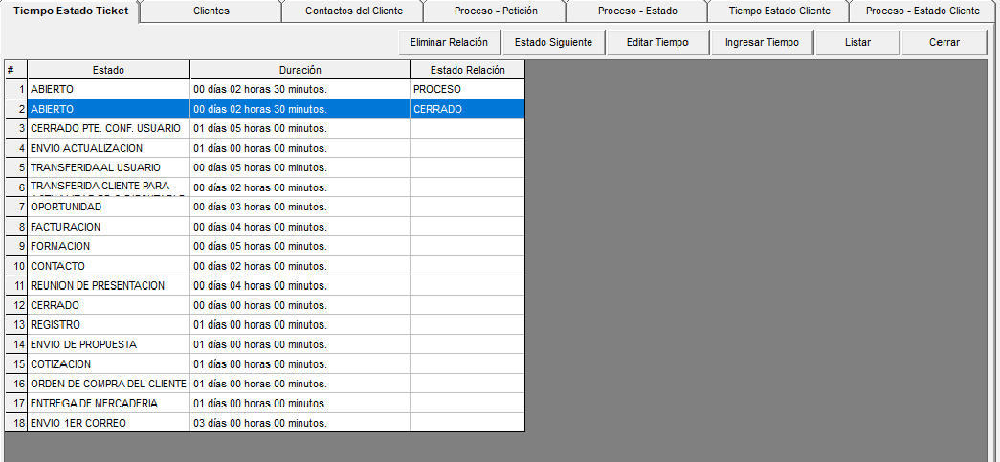 Tiempo Estado Ticket Clientes Contactos del Cliente Proceso - Petición Proceso - Estado Tiempo Estado Cliente Proceso - Estado Cliente
Eliminar Relación Estado Siguiente Editar Tiempo Ingresar Tiempo Listar Cerrar
# Estado Duración Estado Relación
1 ABIERTO 00 días 02 horas 30 minutos. PROCESO
2 ABIERTO 00 días 02 horas 30 minutos. CERRADO
3 CERRADO PTE. CONF. USUARIO 01 días 05 horas 00 minutos.
4 ENVIO ACTUALIZACION 01 días 00 horas 00 minutos.
5 TRANSFERIDA AL USUARIO 00 días 05 horas 00 minutos.
6 TRANSFERIDA CLIENTE PARA 00 días 02 horas 00 minutos.
7 OPORTUNIDAD 00 días 03 horas 00 minutos.
8 FACTURACION 00 días 04 horas 00 minutos.
9 FORMACION 00 días 05 horas 00 minutos.
10 CONTACTO 00 días 02 horas 00 minutos.
11 REUNION DE PRESENTACION 00 días 04 horas 00 minutos.
12 CERRADO 00 días 00 horas 00 minutos.
13 REGISTRO 01 días 00 horas 00 minutos.
14 ENVIO DE PROPUESTA 01 días 00 horas 00 minutos.
15 COTIZACION 01 días 00 horas 00 minutos.
16 ORDEN DE COMPRA DEL CLIENTE 01 días 00 horas 00 minutos.
17 ENTREGA DE MERCADERIA 01 días 00 horas 00 minutos.
18 ENVIO 1ER CORREO 03 días 00 horas 00 minutos.